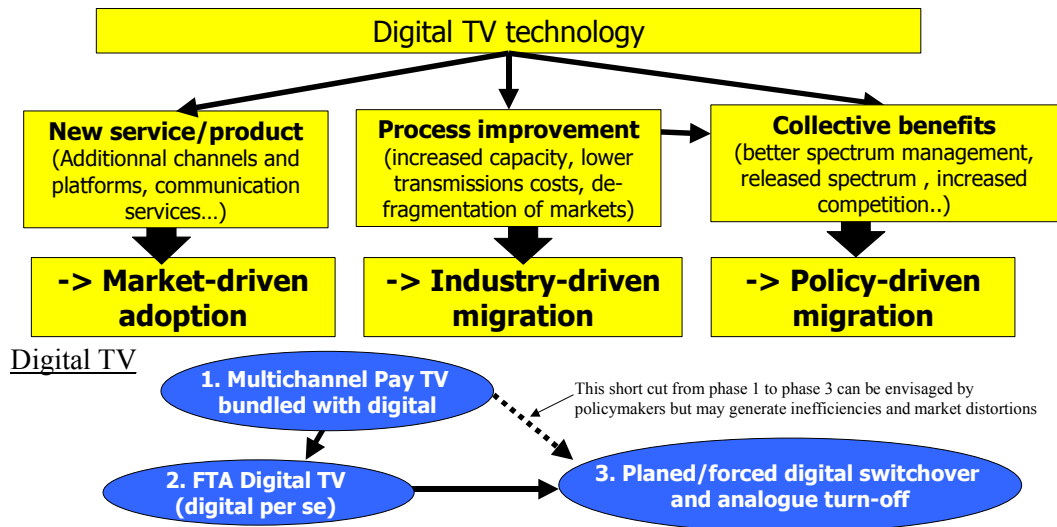 Digital TV technology
New service/product
(Additionnal channels and
platforms, communication
services…)
Process improvement
(increased capacity, lower
transmissions costs, de-
fragmentation of markets)
Collective benefits
(better spectrum management,
released spectrum , increased
competition..)
-> Market-driven
adoption
-> Industry-driven
migration
-> Policy-driven
migration
Digital TV
1. Multichannel Pay TV
bundled with digital
This short cut from phase 1 to phase 3 can be envisaged by
policymakers but may generate inefficiencies and market distortions
2. FTA Digital TV
(digital per se)
3. Planed/forced digital switchover
and analogue turn-off